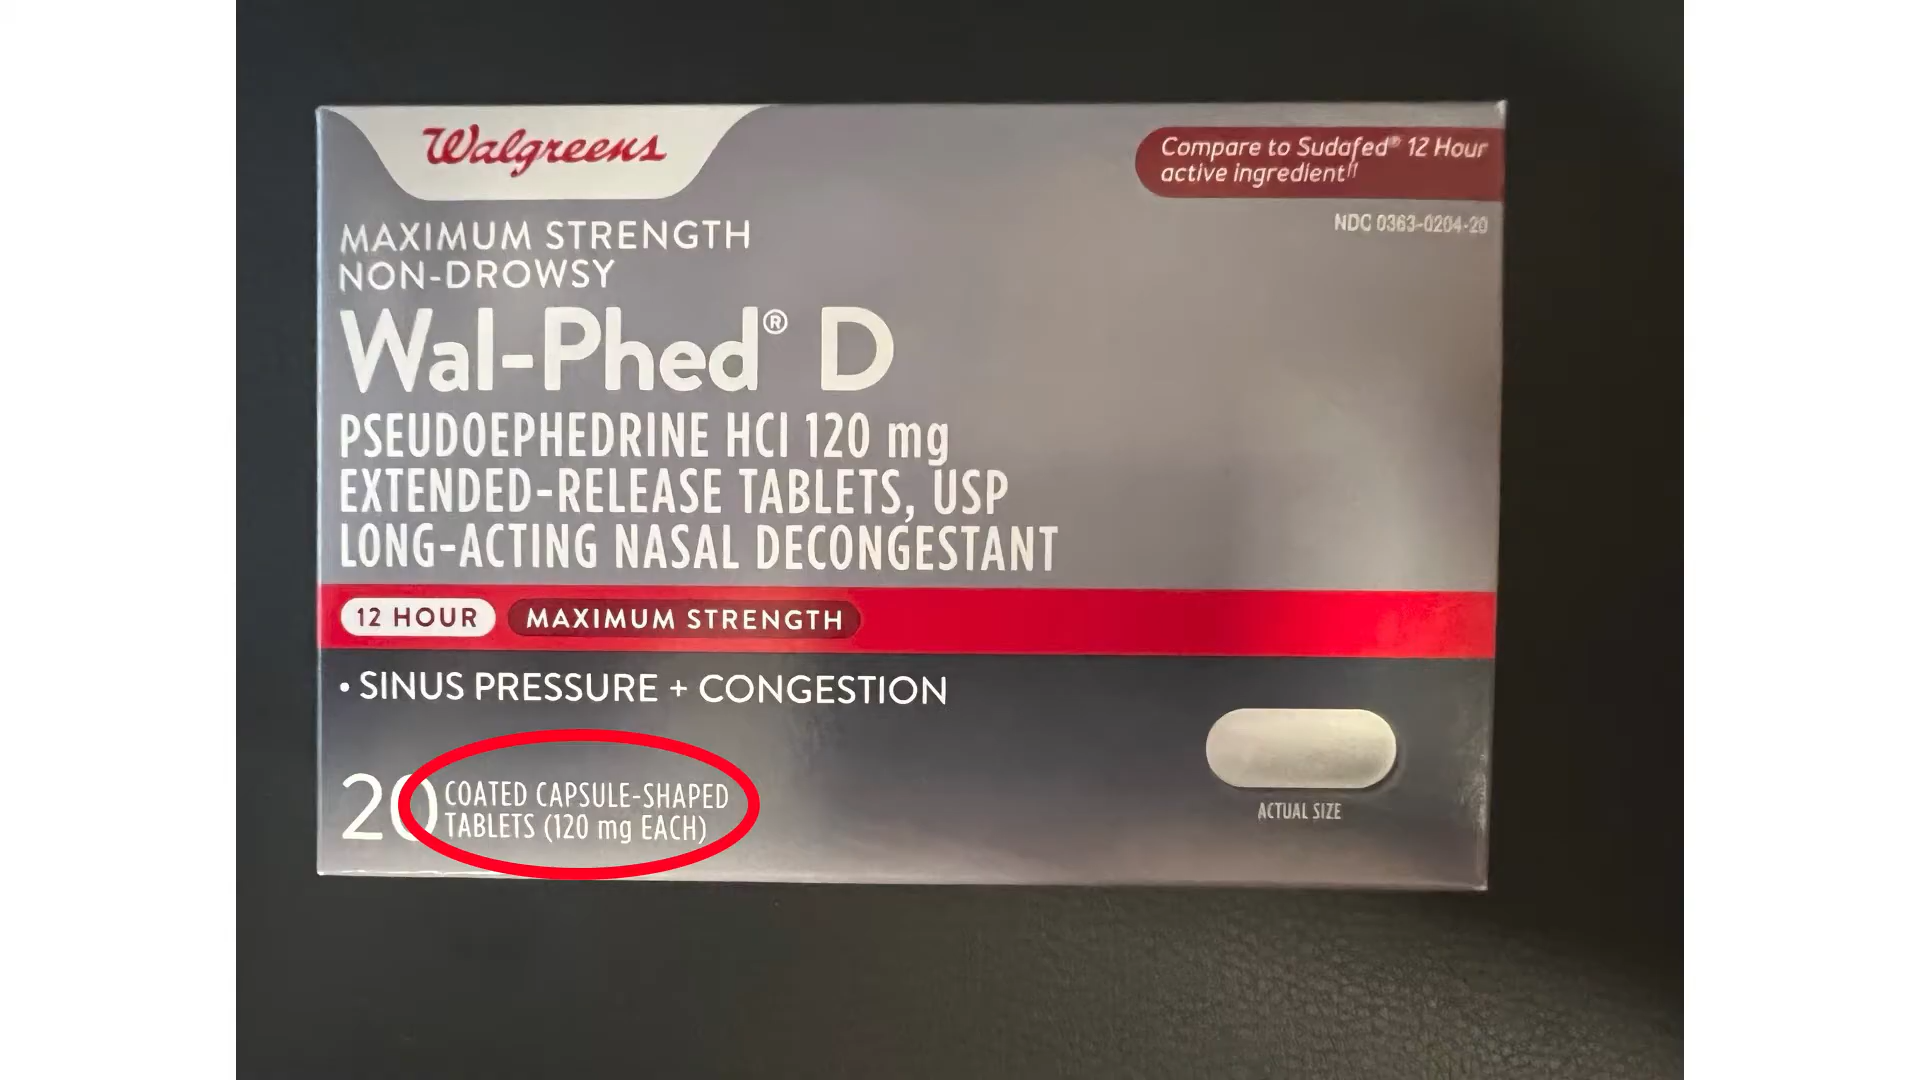 Walgreens
Compare to Sudafed® 12 Hour
active ingredient††
NDC 0363-0204-20
MAXIMUM STRENGTH
NON-DROWSY
Wal-Phed® D
PSEUDOEPHEDRINE HCl 120 mg
EXTENDED-RELEASE TABLETS, USP
LONG-ACTING NASAL DECONGESTANT
12 HOUR MAXIMUM STRENGTH
• SINUS PRESSURE + CONGESTION
20 COATED CAPSULE-SHAPED
TABLETS (120 mg EACH)
ACTUAL SIZE